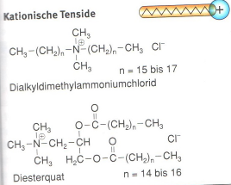 Kationische Tenside
+
CH₃
CH₃–(CH₂)ₙ–N⊕–(CH₂)ₙ–CH₃ Cl⁻
CH₃
n = 15 bis 17
Dialkyldimethylammoniumchlorid
O
CH₃ O–C–(CH₂)ₙ–CH₃
CH₃–N⊕–CH₂–CH O Cl⁻
CH₃ H₂C–O–C–(CH₂)ₙ–CH₃
Diesterquat n = 14 bis 16